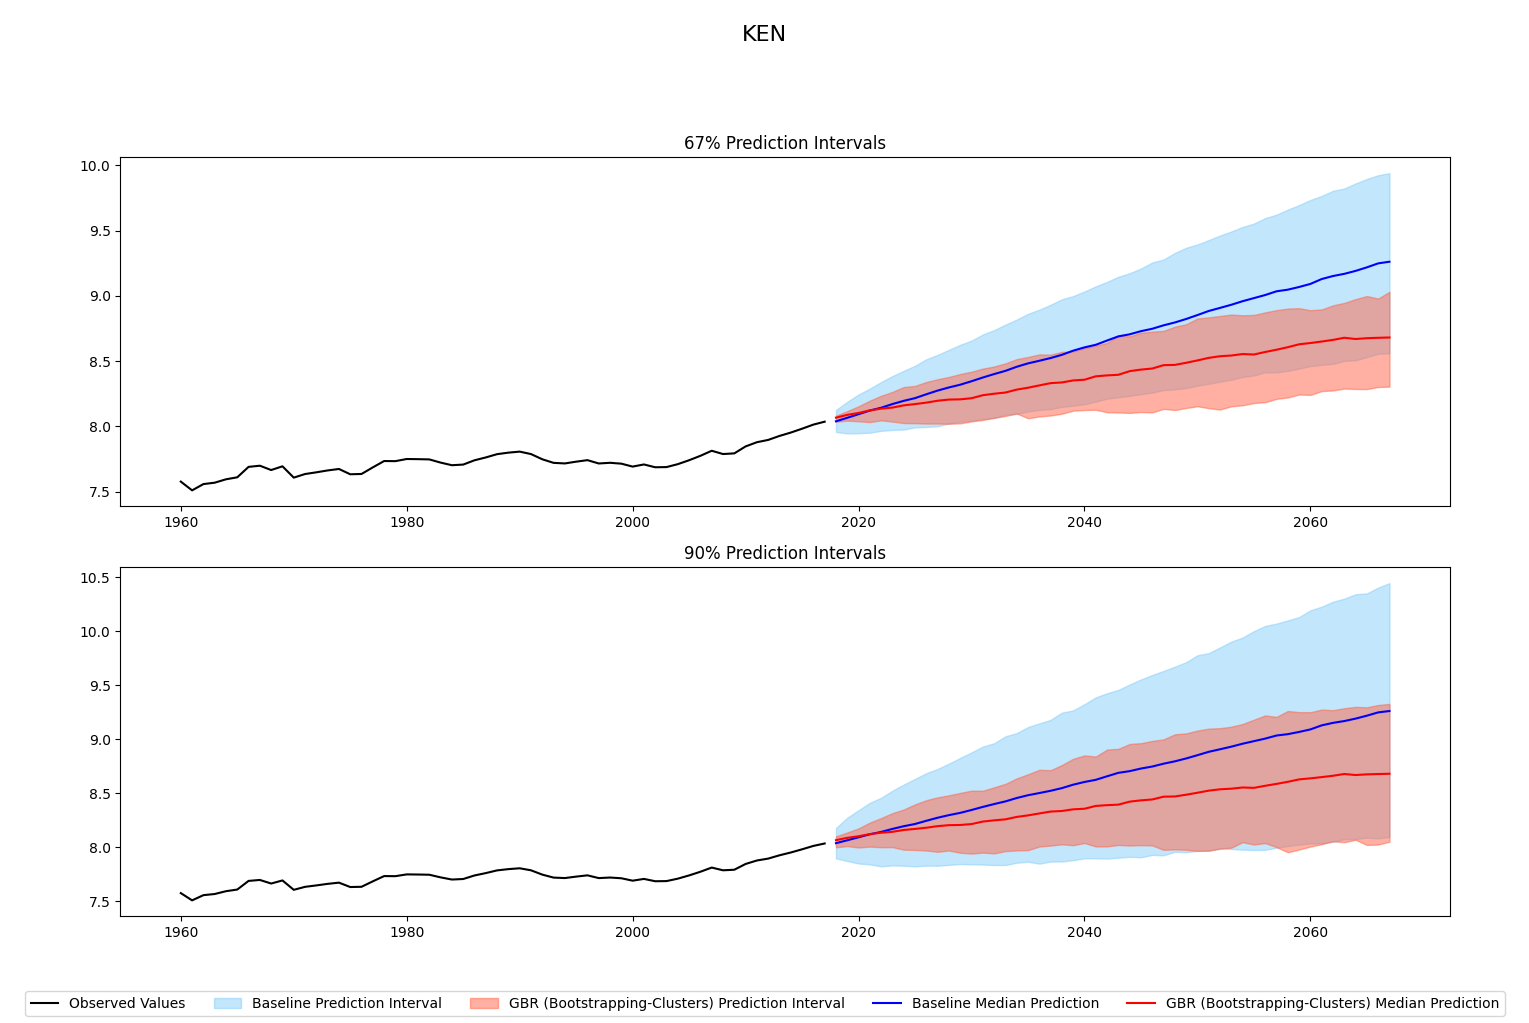 KEN
67% Prediction Intervals
10.0
9.5
9.0
8.5
8.0
7.5
1960 1980 2000 2020 2040 2060
90% Prediction Intervals
10.5
10.0
9.5
9.0
8.5
8.0
7.5
1960 1980 2000 2020 2040 2060
Observed Values Baseline Prediction Interval GBR (Bootstrapping-Clusters) Prediction Interval Baseline Median Prediction GBR (Bootstrapping-Clusters) Median Prediction